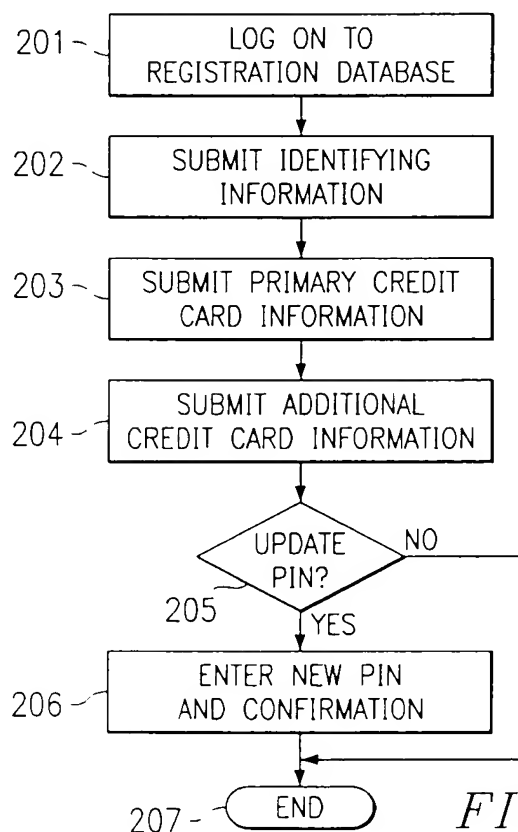 201
LOG ON TO
REGISTRATION DATABASE
202
SUBMIT IDENTIFYING
INFORMATION
203
SUBMIT PRIMARY CREDIT
CARD INFORMATION
204
SUBMIT ADDITIONAL
CREDIT CARD INFORMATION
UPDATE
PIN?
NO
205
YES
206
ENTER NEW PIN
AND CONFIRMATION
207
END
FI